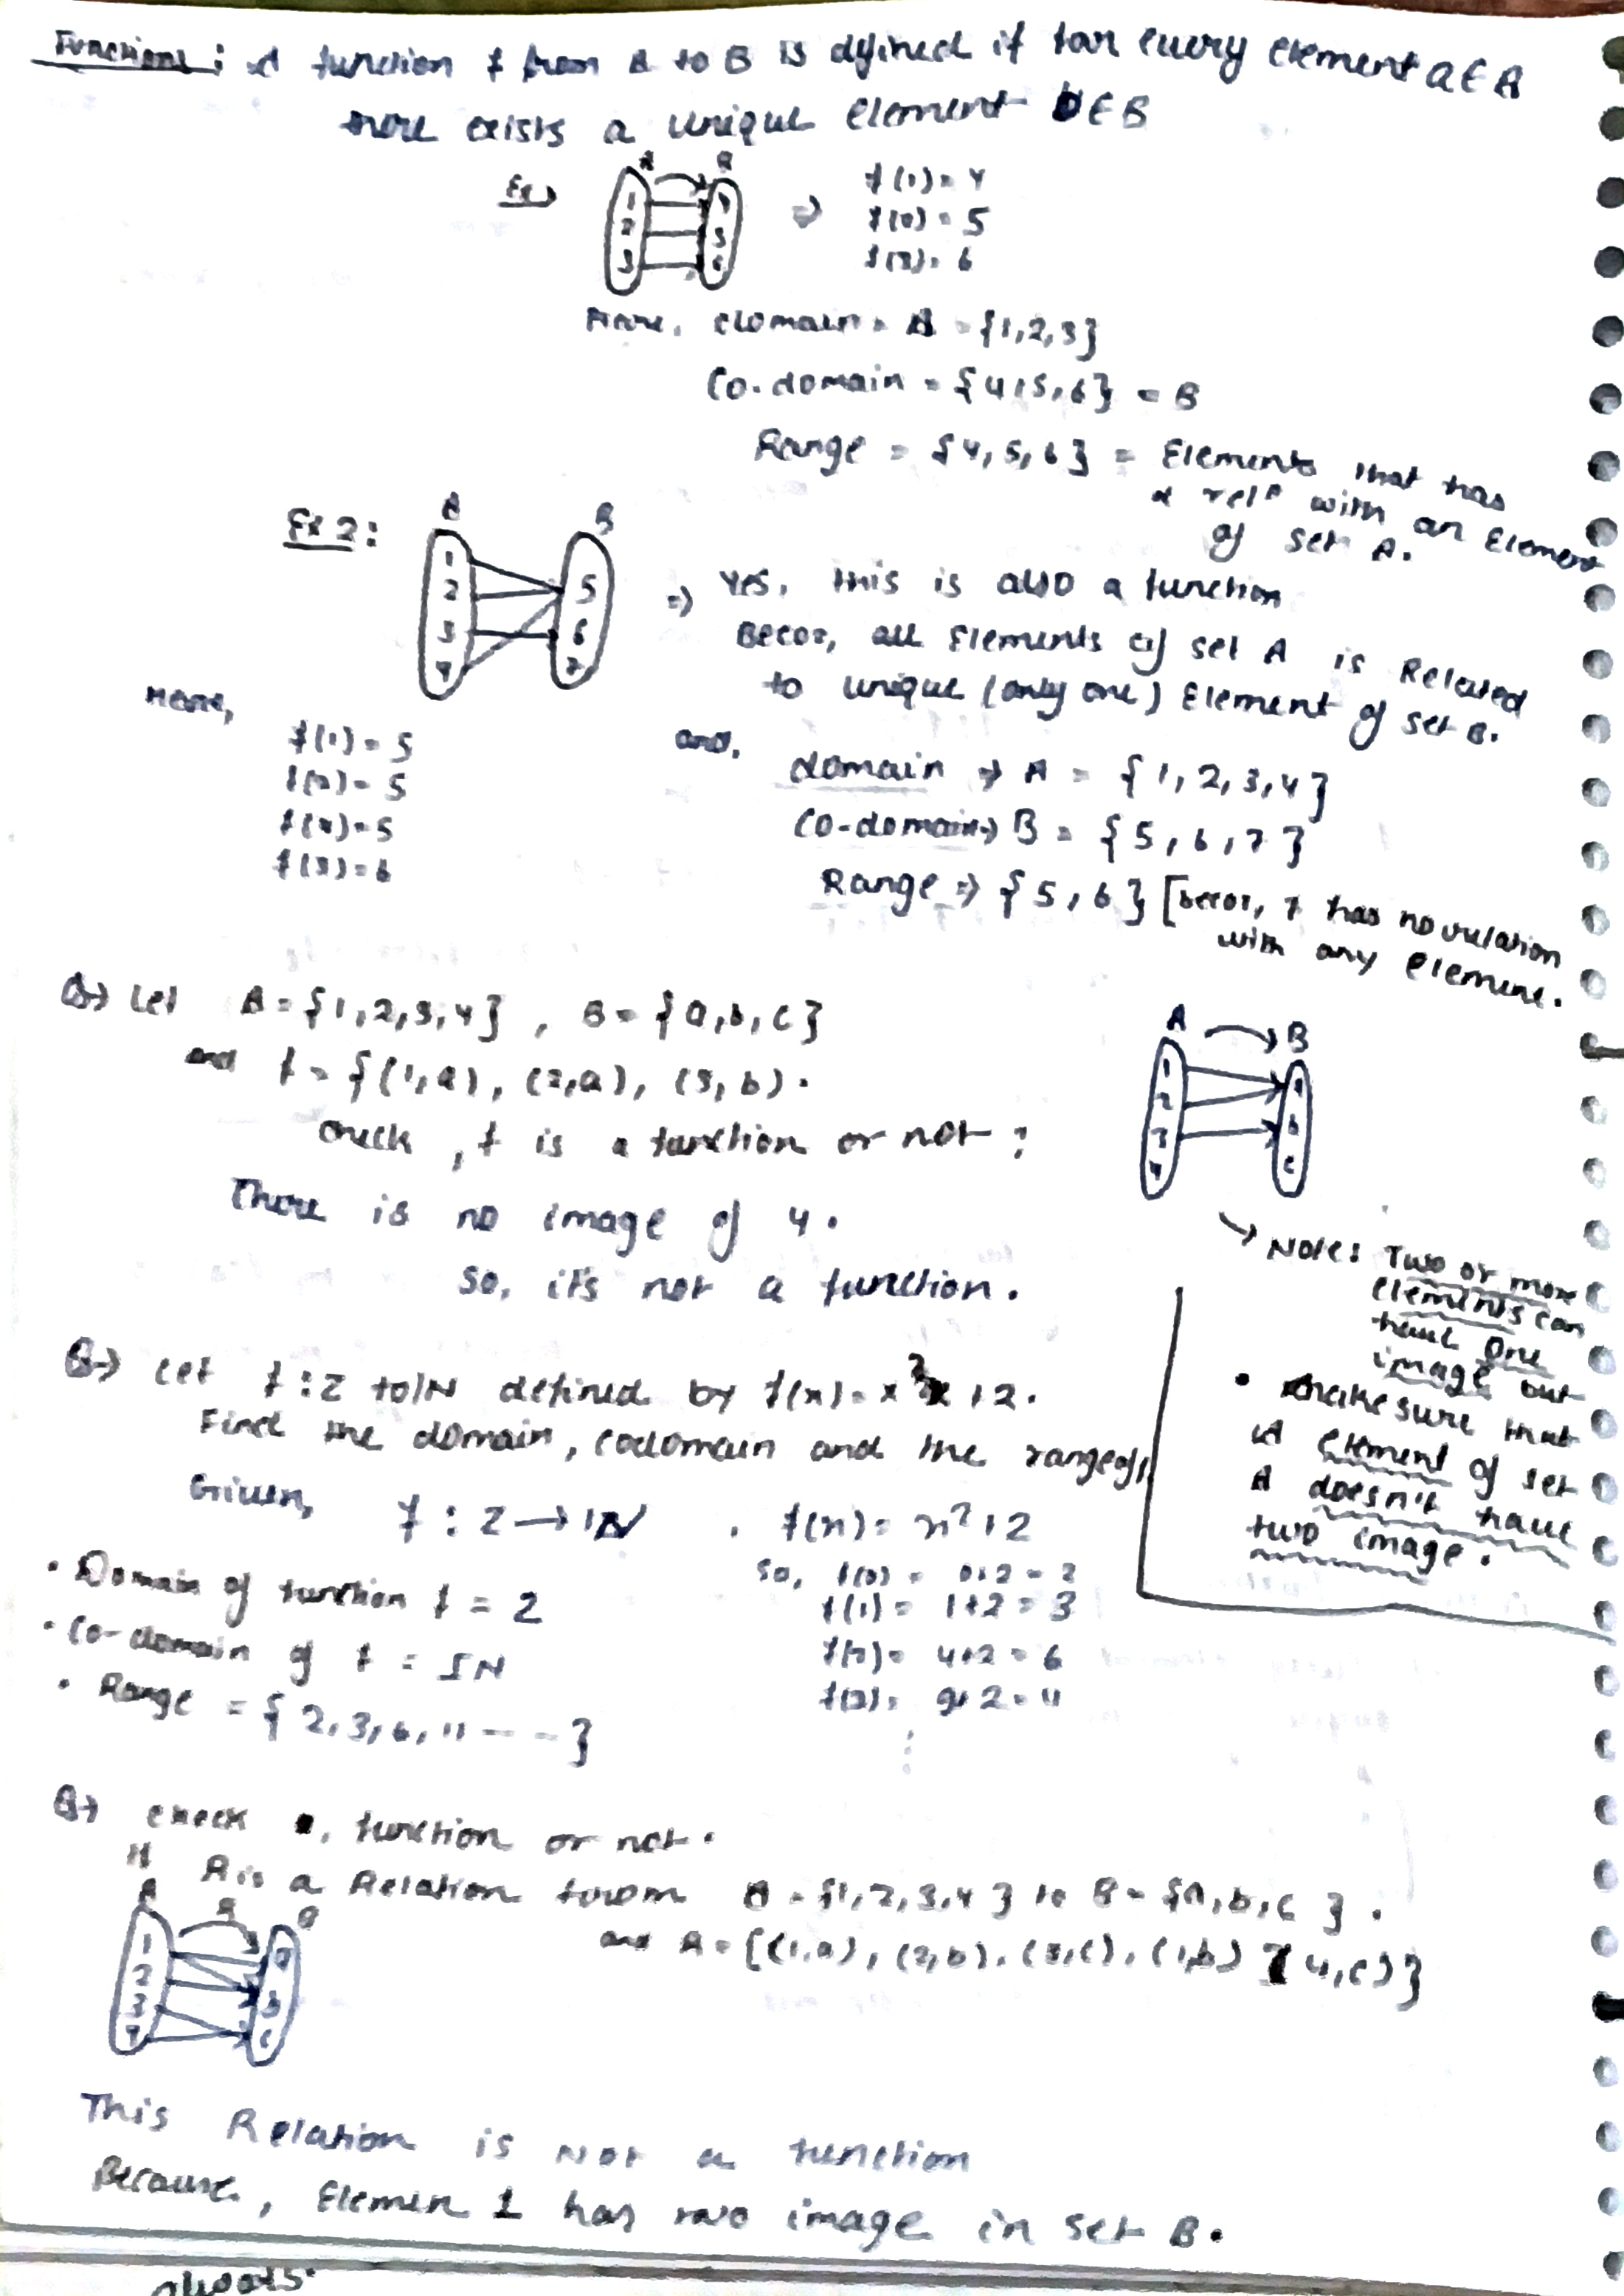 Functions: A function f from A to B is defined if for every element a ∈ A
there exists a unique element b ∈ B
Ex→
A B
1 4
2 5
3 6
⇒ f(1) = 4
f(2) = 5
f(3) = 6
Here, domain = A = {1,2,3}
Co-domain = {4,5,6} = B
Range = {4,5,6} = Elements that has
a relⁿ with an Element
of set A.
Ex 2:
A B
1
2 5
3 6
4 7
⇒ Yes, this is also a function
Becoz, all Elements of set A is Related
to unique (only one) Element of set B.
Here,
f(1) = 5
f(2) = 5
f(4) = 5
f(3) = 6
and,
domain → A = {1, 2, 3, 4}
Co-domain → B = {5, 6, 7}
Range ⇒ {5, 6} [becoz, 7 has no relation
with any element.
Q→ Let A = {1,2,3,4}, B = {a,b,c}
and f = {(1,a), (2,a), (3,b).
Check, f is a function or not ?
There is no image of 4.
So, it's not a function.
A B
1 a
2
3 b
4 c
→ Note: Two or more
Elements can
have One
image but
• make sure that
A element of set
A doesn't have
two image.
Q→ Let f : Z to IN defined by f(x) = x² + 2.
Find the domain, codomain and the range of f
Given, f : Z → IN . f(x) = x² + 2
So, f(0) = 0+2 = 2
f(1) = 1+2 = 3
f(2) = 4+2 = 6
f(3) = 9+2 = 11
• Domain of function f = Z
• Co-domain of f = IN
• Range = {2,3,6,11 - - -}
Q→ Check , function or not.
R is a Relation from A = {1,2,3,4} to B = {a,b,c}.
and R = {(1,a), (2,b), (3,c), (1,b) (4,c)}
A R B
1 a
2
3 b
4 c
This Relation is Not a function
Because, Elemen 1 has two image in set B.